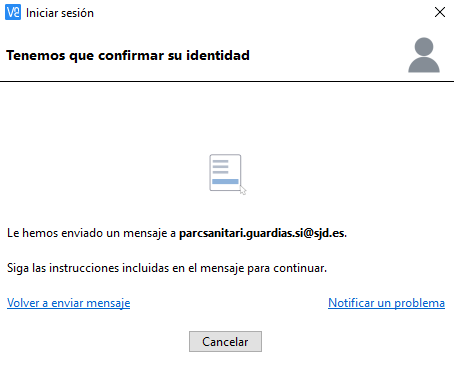 Iniciar sesión
Tenemos que confirmar su identidad
Le hemos enviado un mensaje a parcsanitari.guardias.si@sjd.es.
Siga las instrucciones incluidas en el mensaje para continuar.
Volver a enviar mensaje
Notificar un problema
Cancelar